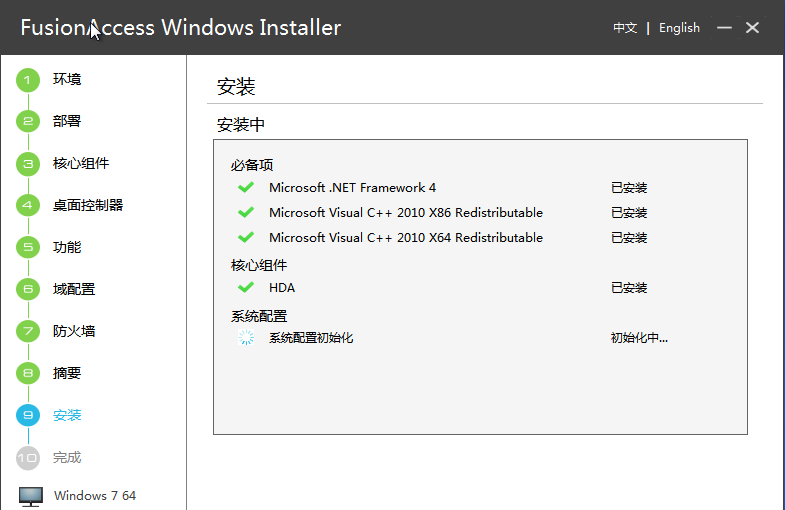 FusionAccess Windows Installer
中文 | English
1 环境
2 部署
3 核心组件
4 桌面控制器
5 功能
6 域配置
7 防火墙
8 摘要
9 安装
10 完成
Windows 7 64
安装
安装中
必备项
Microsoft .NET Framework 4 已安装
Microsoft Visual C++ 2010 X86 Redistributable 已安装
Microsoft Visual C++ 2010 X64 Redistributable 已安装
核心组件
HDA 已安装
系统配置
系统配置初始化 初始化中...